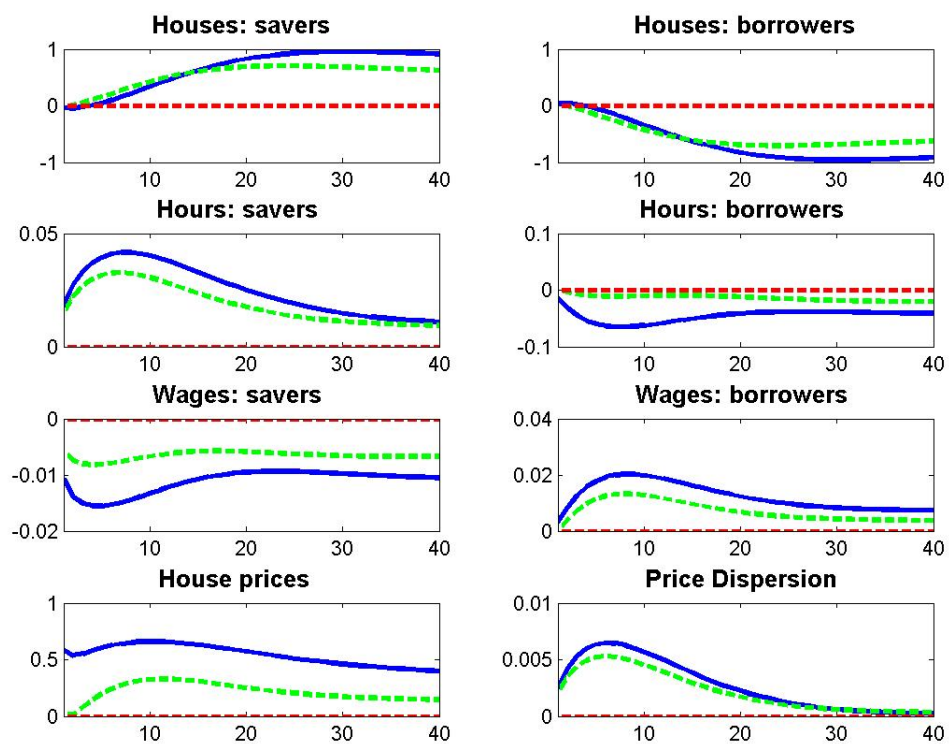 Houses: savers
1
0
-1
10 20 30 40
Houses: borrowers
1
0
-1
10 20 30 40
Hours: savers
0.05
0
10 20 30 40
Hours: borrowers
0.1
0
-0.1
10 20 30 40
Wages: savers
0
-0.01
-0.02
10 20 30 40
Wages: borrowers
0.04
0.02
0
10 20 30 40
House prices
1
0.5
0
10 20 30 40
Price Dispersion
0.01
0.005
0
10 20 30 40